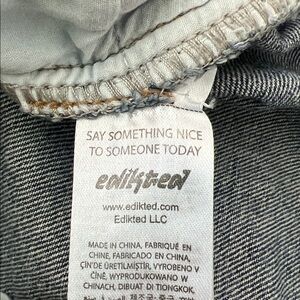 SAY SOMETHING NICE
TO SOMEONE TODAY
edikted
www.edikted.com
Edikted LLC
MADE IN CHINA, FABRIQUÉ EN
CHINE, FABRICADO EN CHINA,
ÇİN'DE ÜRETİLMİŞTİR, VYROBENO V
ČÍNĚ, WYPRODUKOWANO W
CHINACH, DIBUAT DI TIONGKOK,